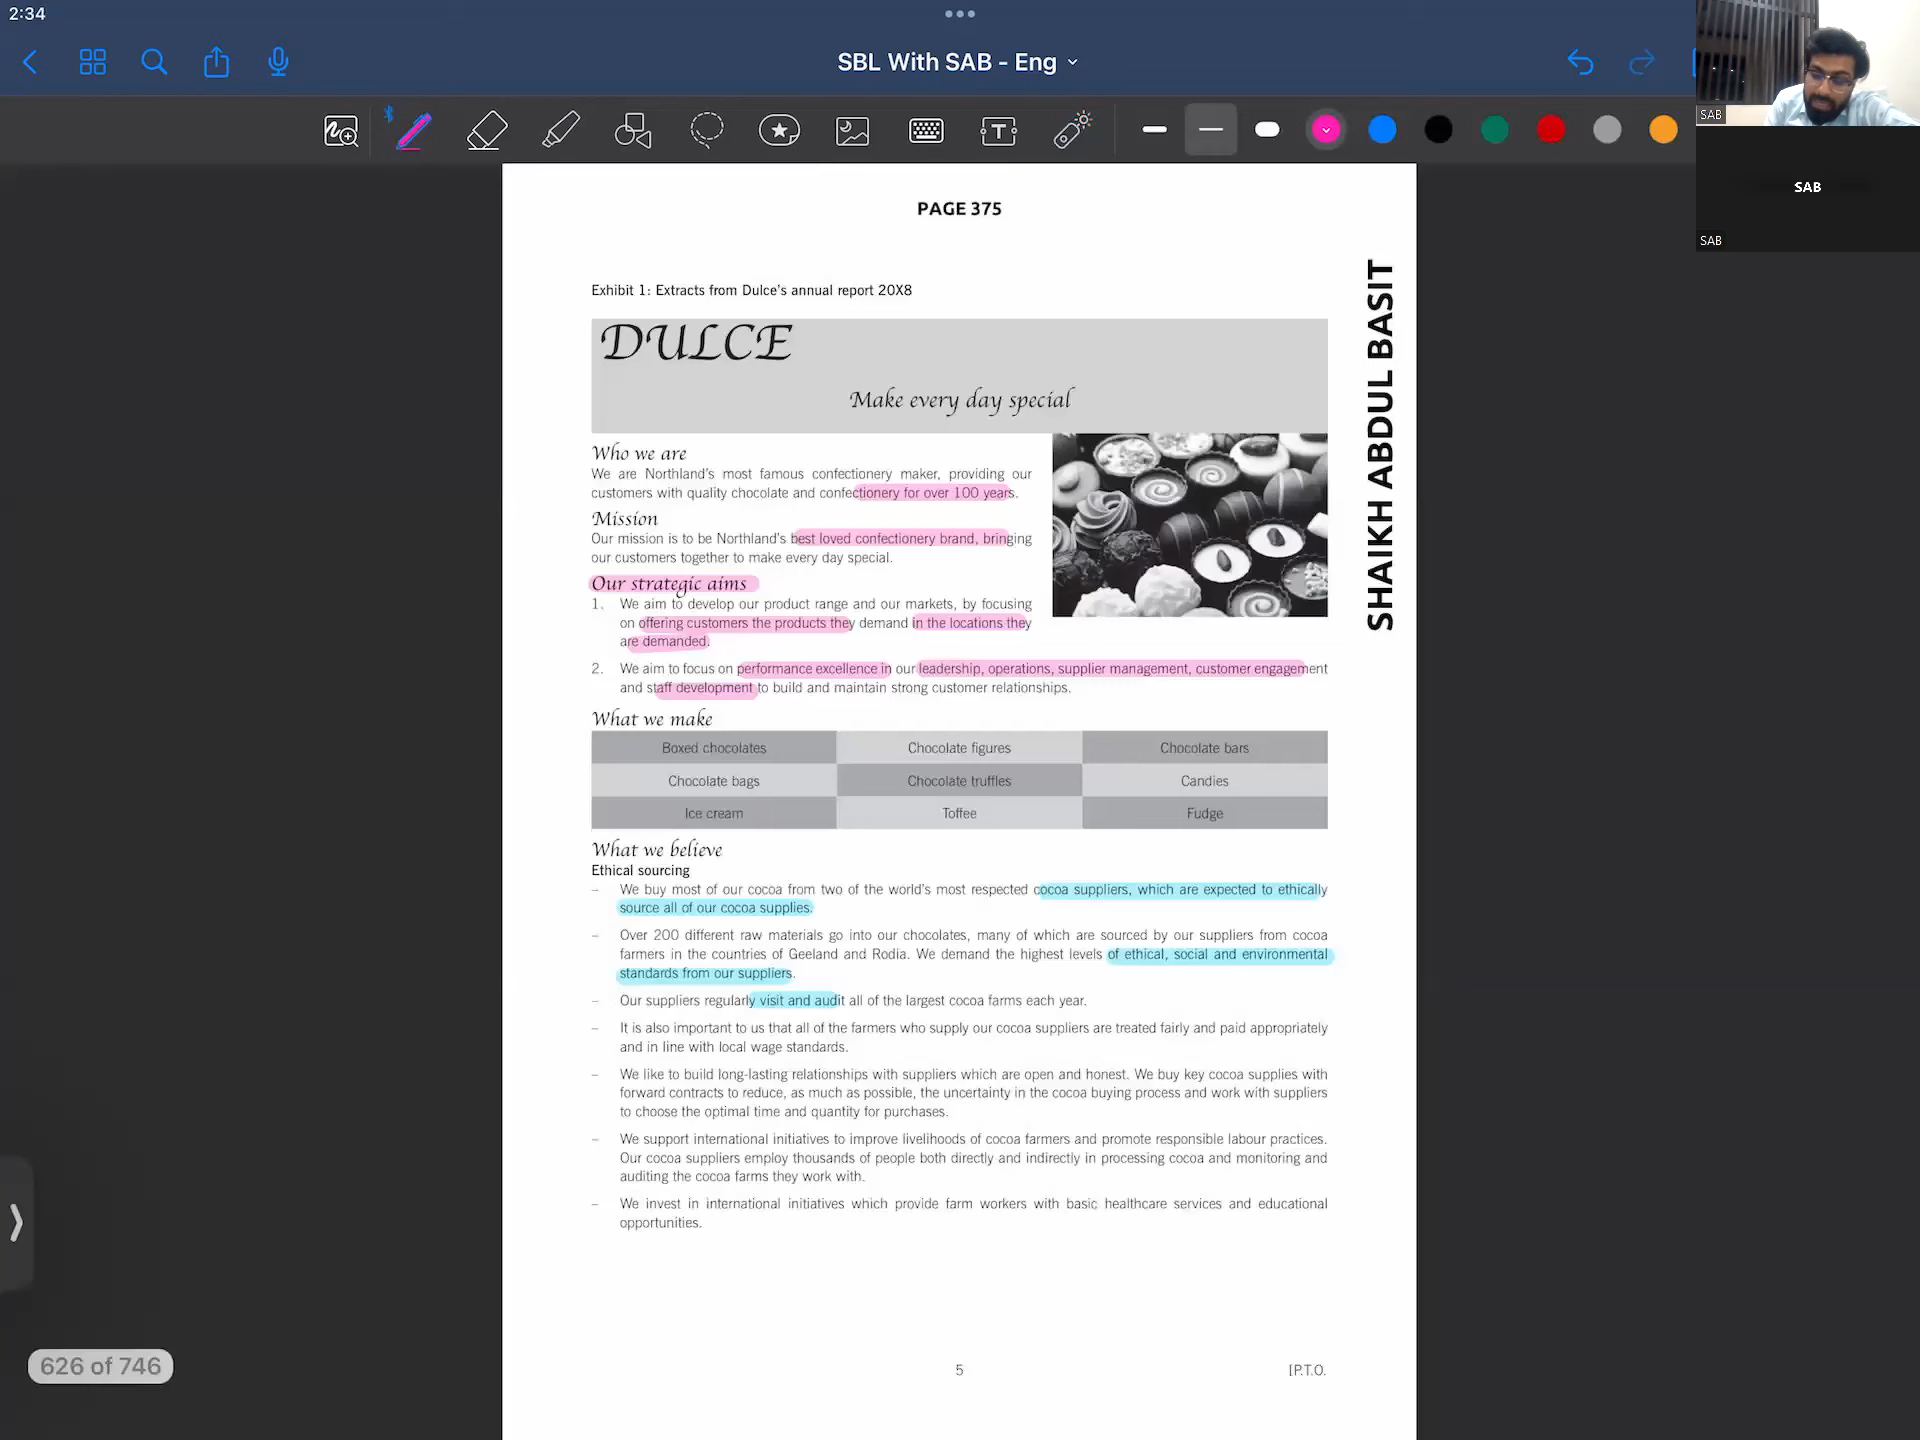 2:34
SBL With SAB - Eng
SAB
SAB
SAB
PAGE 375
SHAIKH ABDUL BASIT
Exhibit 1: Extracts from Dulce's annual report 20X8
DULCE
Make every day special
Who we are
We are Northland's most famous confectionery maker, providing our
customers with quality chocolate and confectionery for over 100 years.
Mission
Our mission is to be Northland's best loved confectionery brand, bringing
our customers together to make every day special.
Our strategic aims
1. We aim to develop our product range and our markets, by focusing
on offering customers the products they demand in the locations they
are demanded.
2. We aim to focus on performance excellence in our leadership, operations, supplier management, customer engagement
and staff development to build and maintain strong customer relationships.
What we make
Boxed chocolates Chocolate figures Chocolate bars
Chocolate bags Chocolate truffles Candies
Ice cream Toffee Fudge
What we believe
Ethical sourcing
– We buy most of our cocoa from two of the world's most respected cocoa suppliers, which are expected to ethically
source all of our cocoa supplies.
– Over 200 different raw materials go into our chocolates, many of which are sourced by our suppliers from cocoa
farmers in the countries of Geeland and Rodia. We demand the highest levels of ethical, social and environmental
standards from our suppliers.
– Our suppliers regularly visit and audit all of the largest cocoa farms each year.
– It is also important to us that all of the farmers who supply our cocoa suppliers are treated fairly and paid appropriately
and in line with local wage standards.
– We like to build long-lasting relationships with suppliers which are open and honest. We buy key cocoa supplies with
forward contracts to reduce, as much as possible, the uncertainty in the cocoa buying process and work with suppliers
to choose the optimal time and quantity for purchases.
– We support international initiatives to improve livelihoods of cocoa farmers and promote responsible labour practices.
Our cocoa suppliers employ thousands of people both directly and indirectly in processing cocoa and monitoring and
auditing the cocoa farms they work with.
– We invest in international initiatives which provide farm workers with basic healthcare services and educational
opportunities.
626 of 746
5
[P.T.O.